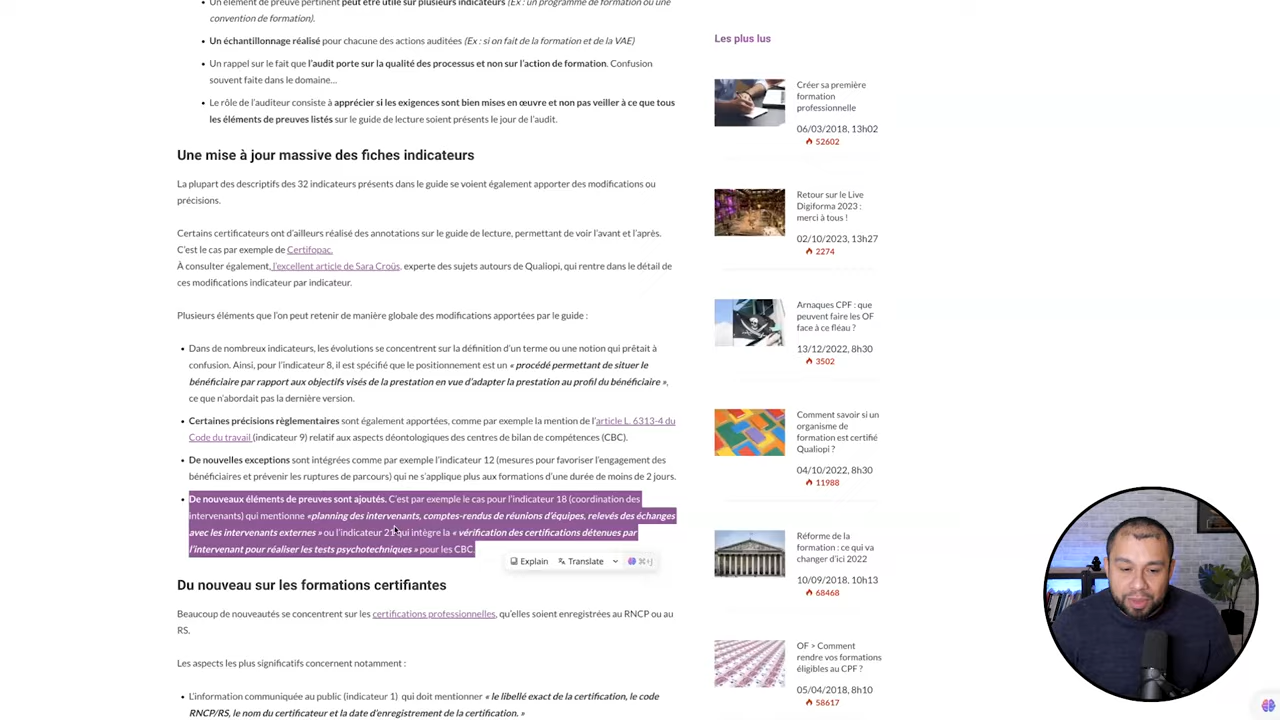 Un élément de preuve pertinent peut être utile sur plusieurs indicateurs (Ex : un programme de formation ou une
convention de formation).
Un échantillonnage réalisé pour chacune des actions auditées (Ex : si on fait de la formation et de la VAE)
Un rappel sur le fait que l'audit porte sur la qualité des processus et non sur l'action de formation. Confusion
souvent faite dans le domaine...
Le rôle de l'auditeur consiste à apprécier si les exigences sont bien mises en œuvre et non pas veiller à ce que tous
les éléments de preuves listés sur le guide de lecture soient présents le jour de l'audit.
Une mise à jour massive des fiches indicateurs
La plupart des descriptifs des 32 indicateurs présents dans le guide se voient également apporter des modifications ou
précisions.
Certains certificateurs ont d'ailleurs réalisé des annotations sur le guide de lecture, permettant de voir l'avant et l'après.
C'est le cas par exemple de Certifopac.
À consulter également, l'excellent article de Sara Croüs, experte des sujets autours de Qualiopi, qui rentre dans le détail de
ces modifications indicateur par indicateur.
Plusieurs éléments que l'on peut retenir de manière globale des modifications apportées par le guide :
Dans de nombreux indicateurs, les évolutions se concentrent sur la définition d'un terme ou une notion qui prêtait à
confusion. Ainsi, pour l'indicateur 8, il est spécifié que le positionnement est un « procédé permettant de situer le
bénéficiaire par rapport aux objectifs visés de la prestation en vue d'adapter la prestation au profil du bénéficiaire »,
ce que n'abordait pas la dernière version.
Certaines précisions règlementaires sont également apportées, comme par exemple la mention de l'article L. 6313-4 du
Code du travail (indicateur 9) relatif aux aspects déontologiques des centres de bilan de compétences (CBC).
De nouvelles exceptions sont intégrées comme par exemple l'indicateur 12 (mesures pour favoriser l'engagement des
bénéficiaires et prévenir les ruptures de parcours) qui ne s'applique plus aux formations d'une durée de moins de 2 jours.
De nouveaux éléments de preuves sont ajoutés. C'est par exemple le cas pour l'indicateur 18 (coordination des
intervenants) qui mentionne «planning des intervenants, comptes-rendus de réunions d'équipes, relevés des échanges
avec les intervenants externes » ou l'indicateur 21 qui intègre la « vérification des certifications détenues par
l'intervenant pour réaliser les tests psychotechniques » pour les CBC
Explain Translate ⌘+J
Du nouveau sur les formations certifiantes
Beaucoup de nouveautés se concentrent sur les certifications professionnelles, qu'elles soient enregistrées au RNCP ou au
RS.
Les aspects les plus significatifs concernent notamment :
L'information communiquée au public (indicateur 1) qui doit mentionner « le libellé exact de la certification, le code
RNCP/RS, le nom du certificateur et la date d'enregistrement de la certification. »
Les plus lus
Créer sa première
formation
professionnelle
06/03/2018, 13h02
52602
Retour sur le Live
Digiforma 2023 :
merci à tous !
02/10/2023, 13h27
2274
Arnaques CPF : que
peuvent faire les OF
face à ce fléau ?
13/12/2022, 8h30
3502
Comment savoir si un
organisme de
formation est certifié
Qualiopi ?
04/10/2022, 8h30
11988
Réforme de la
formation : ce qui va
changer d'ici 2022
10/09/2018, 10h13
68468
OF > Comment
rendre vos formations
éligibles au CPF ?
05/04/2018, 8h10
58617